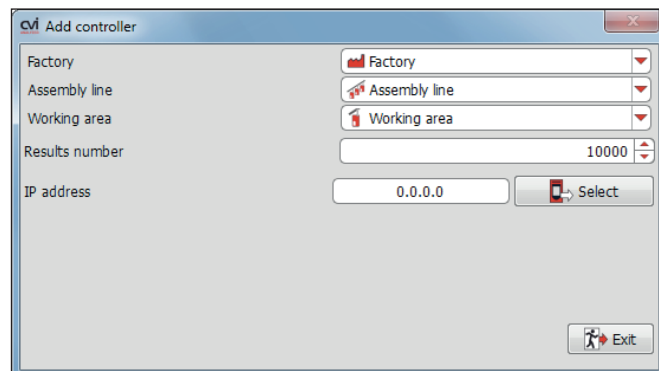 cvi Add controller
Factory Factory
Assembly line Assembly line
Working area Working area
Results number 10000
IP address 0.0.0.0 Select
Exit